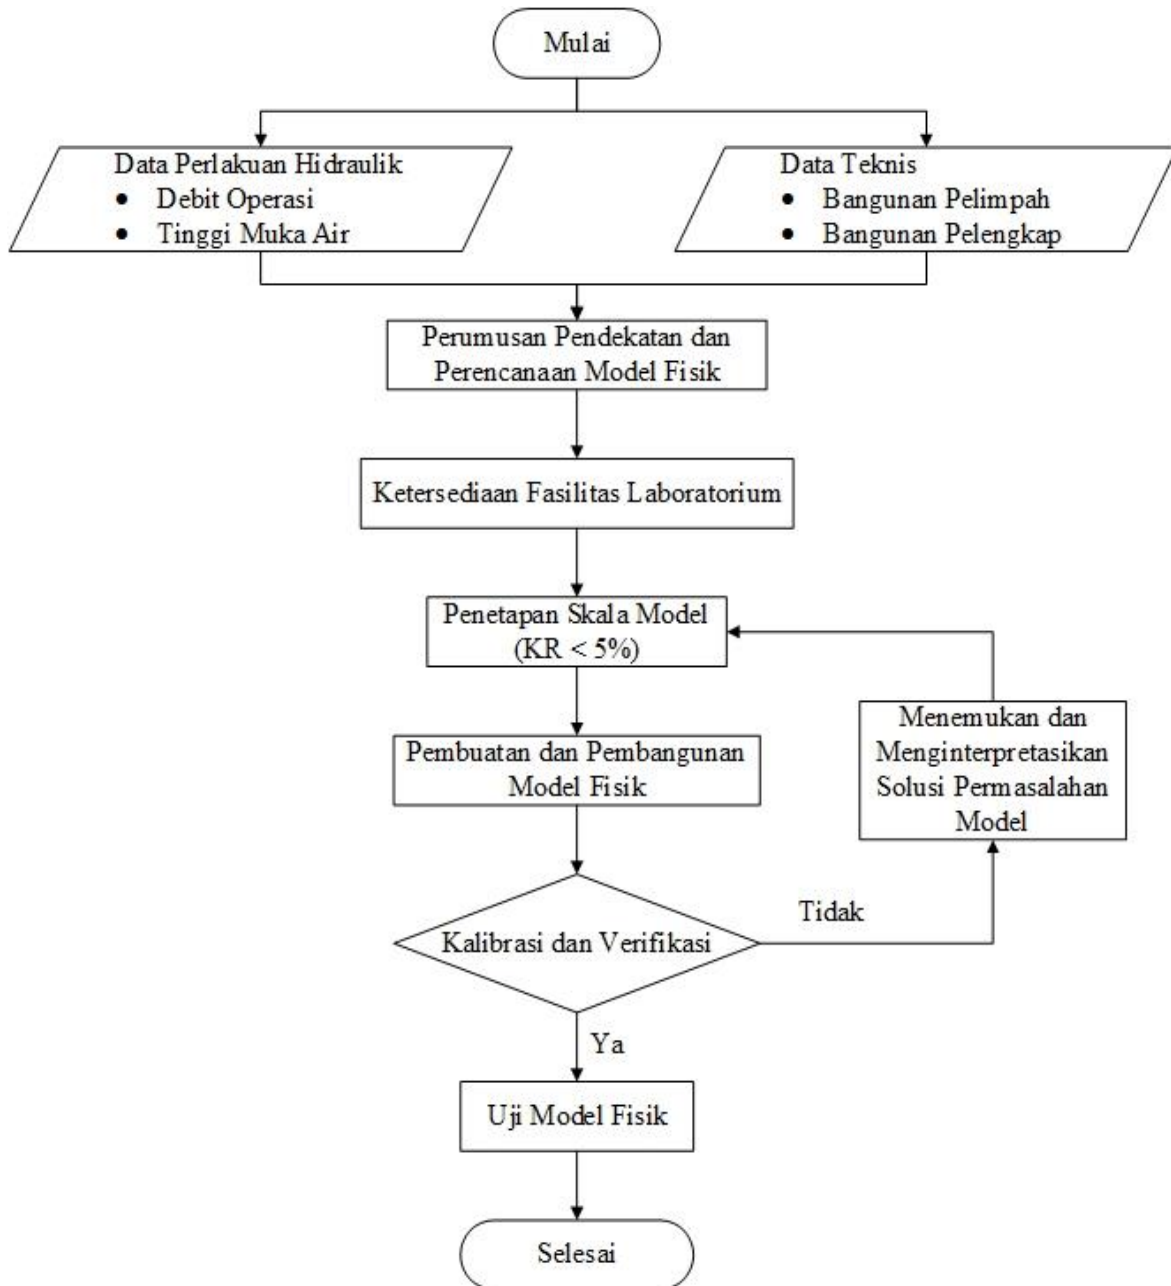 Mulai
Data Perlakuan Hidraulik
• Debit Operasi
• Tinggi Muka Air
Data Teknis
• Bangunan Pelimpah
• Bangunan Pelengkap
Perumusan Pendekatan dan
Perencanaan Model Fisik
Ketersediaan Fasilitas Laboratorium
Penetapan Skala Model
(KR < 5%)
Pembuatan dan Pembangunan
Model Fisik
Menemukan dan
Menginterpretasikan
Solusi Permasalahan
Model
Kalibrasi dan Verifikasi
Tidak
Ya
Uji Model Fisik
Selesai